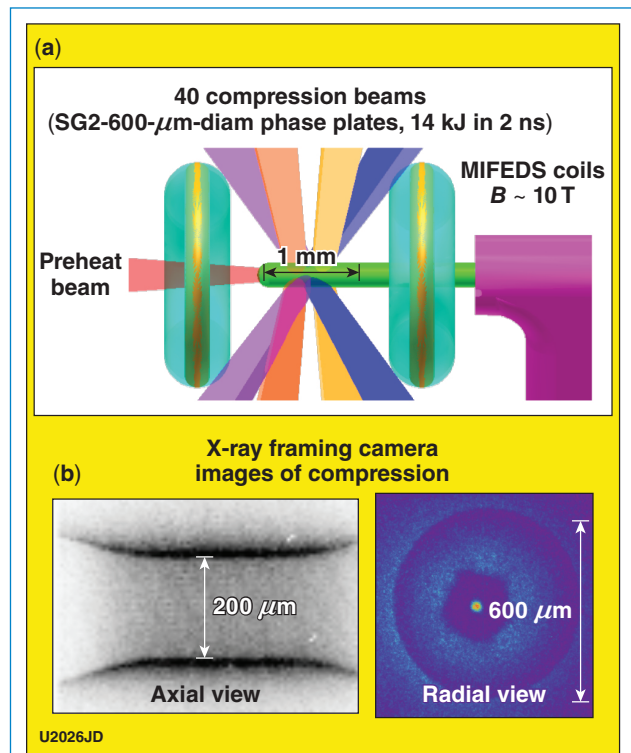 (a)
40 compression beams
(SG2-600-μm-diam phase plates, 14 kJ in 2 ns)
MIFEDS coils
B ~ 10 T
Preheat
beam
1 mm
X-ray framing camera
images of compression
(b)
200 μm
Axial view
600 μm
Radial view
U2026JD